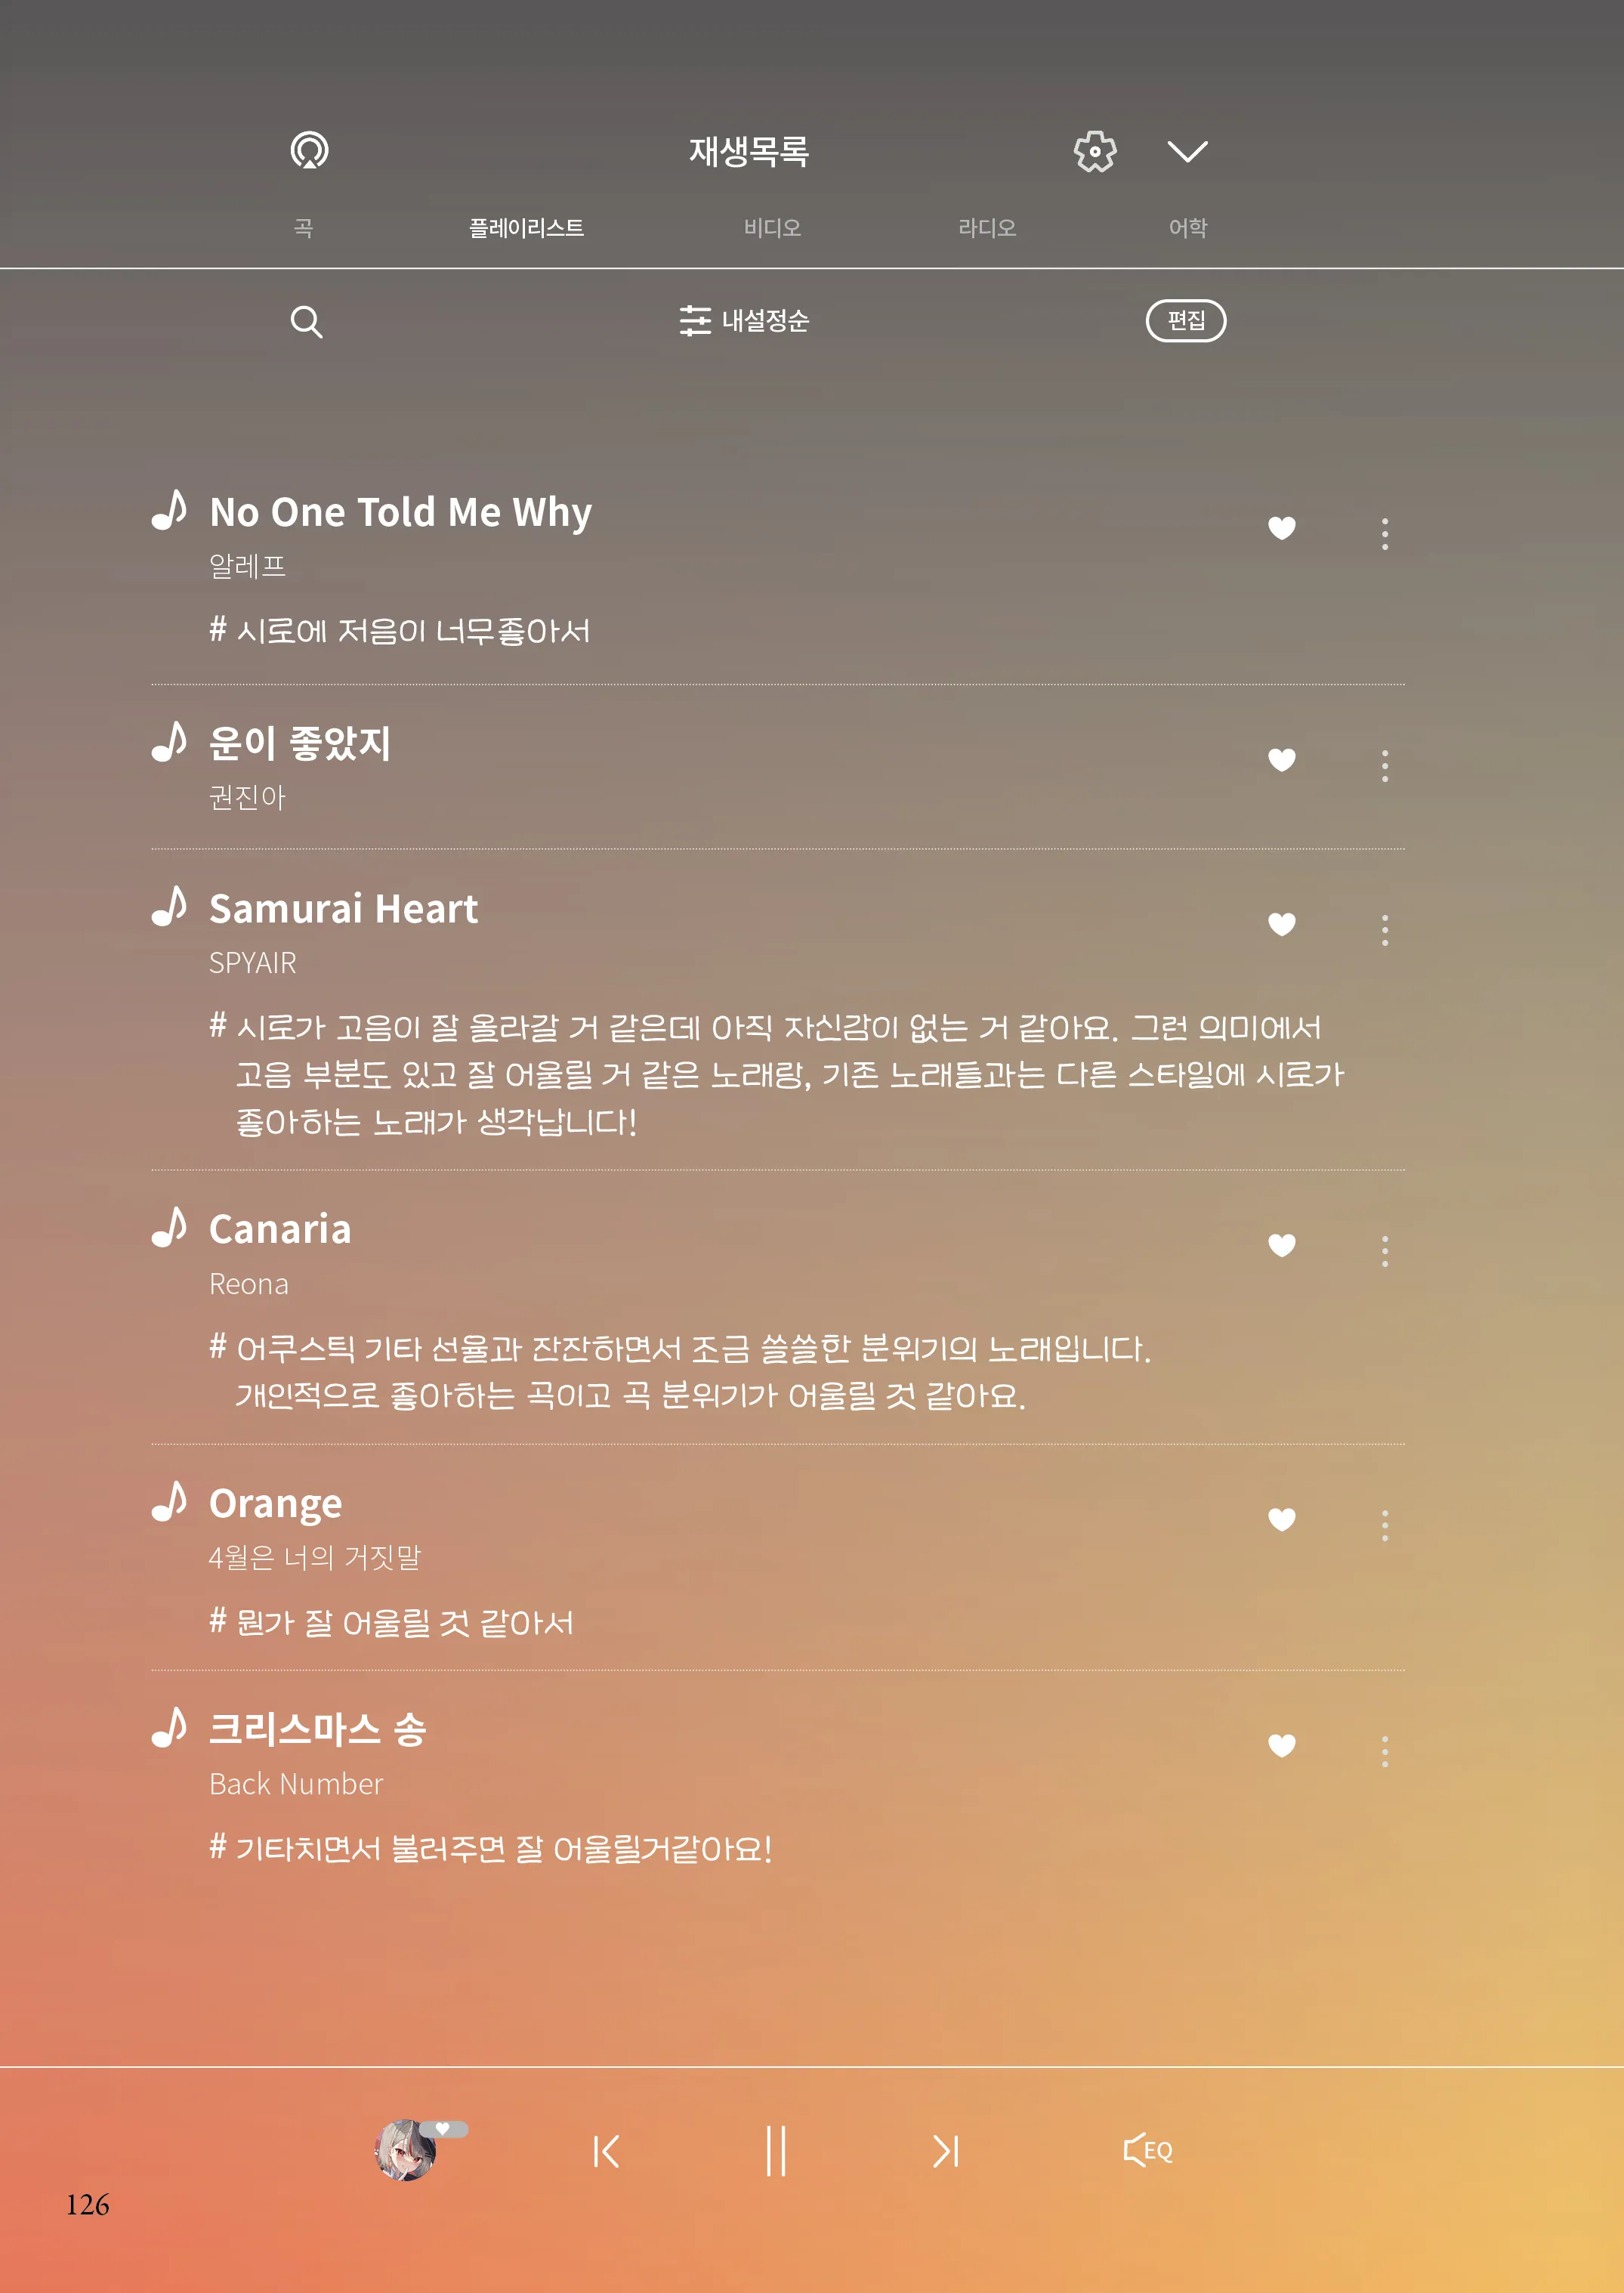 재생목록
곡 플레이리스트 비디오 라디오 어학
내설정순 편집
No One Told Me Why
알레프
# 시로에 저음이 너무좋아서
운이 좋았지
권진아
Samurai Heart
SPYAIR
# 시로가 고음이 잘 올라갈 거 같은데 아직 자신감이 없는 거 같아요. 그런 의미에서
고음 부분도 있고 잘 어울릴 거 같은 노래랑, 기존 노래들과는 다른 스타일에 시로가
좋아하는 노래가 생각납니다!
Canaria
Reona
# 어쿠스틱 기타 선율과 잔잔하면서 조금 쓸쓸한 분위기의 노래입니다.
개인적으로 좋아하는 곡이고 곡 분위기가 어울릴 것 같아요.
Orange
4월은 너의 거짓말
# 뭔가 잘 어울릴 것 같아서
크리스마스 송
Back Number
# 기타치면서 불러주면 잘 어울릴거같아요!
EQ
126